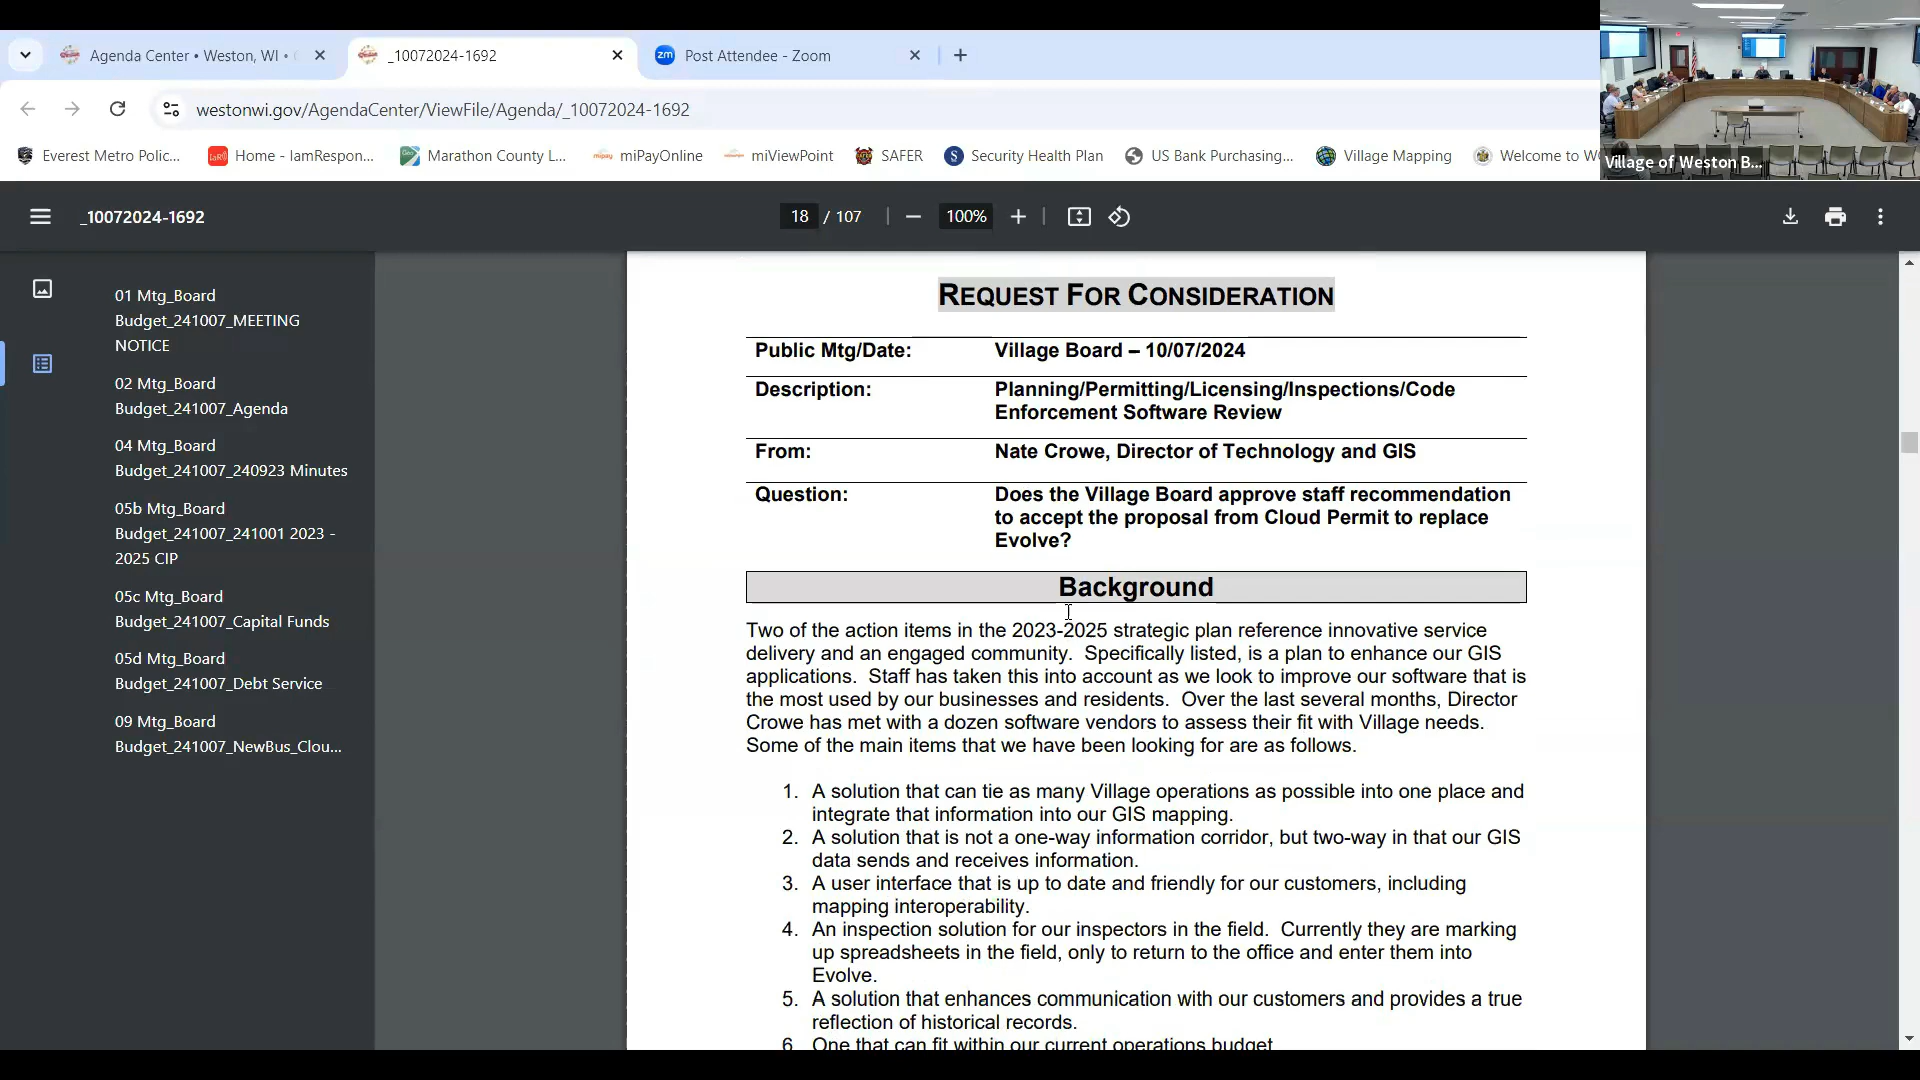 Agenda Center • Weston, WI •
_10072024-1692
zm Post Attendee - Zoom
westonwi.gov/AgendaCenter/ViewFile/Agenda/_10072024-1692
Everest Metro Polic...
Home - IamRespon...
Marathon County L...
miPayOnline
miViewPoint
SAFER
Security Health Plan
US Bank Purchasing...
Village Mapping
Welcome to W
Village of Weston B...
_10072024-1692
18 / 107
100%
01 Mtg_Board
Budget_241007_MEETING
NOTICE
02 Mtg_Board
Budget_241007_Agenda
04 Mtg_Board
Budget_241007_240923 Minutes
05b Mtg_Board
Budget_241007_241001 2023 -
2025 CIP
05c Mtg_Board
Budget_241007_Capital Funds
05d Mtg_Board
Budget_241007_Debt Service
09 Mtg_Board
Budget_241007_NewBus_Clou...
REQUEST FOR CONSIDERATION
Public Mtg/Date: Village Board – 10/07/2024
Description: Planning/Permitting/Licensing/Inspections/Code
Enforcement Software Review
From: Nate Crowe, Director of Technology and GIS
Question: Does the Village Board approve staff recommendation
to accept the proposal from Cloud Permit to replace
Evolve?
Background
Two of the action items in the 2023-2025 strategic plan reference innovative service
delivery and an engaged community. Specifically listed, is a plan to enhance our GIS
applications. Staff has taken this into account as we look to improve our software that is
the most used by our businesses and residents. Over the last several months, Director
Crowe has met with a dozen software vendors to assess their fit with Village needs.
Some of the main items that we have been looking for are as follows.
1. A solution that can tie as many Village operations as possible into one place and
integrate that information into our GIS mapping.
2. A solution that is not a one-way information corridor, but two-way in that our GIS
data sends and receives information.
3. A user interface that is up to date and friendly for our customers, including
mapping interoperability.
4. An inspection solution for our inspectors in the field. Currently they are marking
up spreadsheets in the field, only to return to the office and enter them into
Evolve.
5. A solution that enhances communication with our customers and provides a true
reflection of historical records.
6. One that can fit within our current operations budget